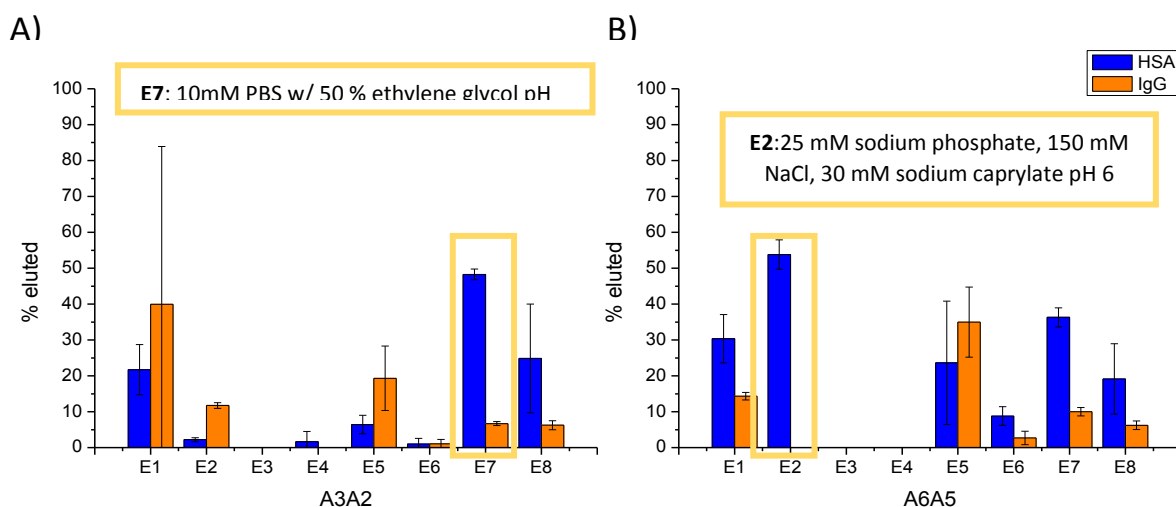 A)
B)
HSA
IgG
E7: 10mM PBS w/ 50 % ethylene glycol pH
E2:25 mM sodium phosphate, 150 mM
NaCl, 30 mM sodium caprylate pH 6
% eluted
100
90
80
70
60
50
40
30
20
10
0
E1 E2 E3 E4 E5 E6 E7 E8
A3A2
% eluted
100
90
80
70
60
50
40
30
20
10
0
E1 E2 E3 E4 E5 E6 E7 E8
A6A5